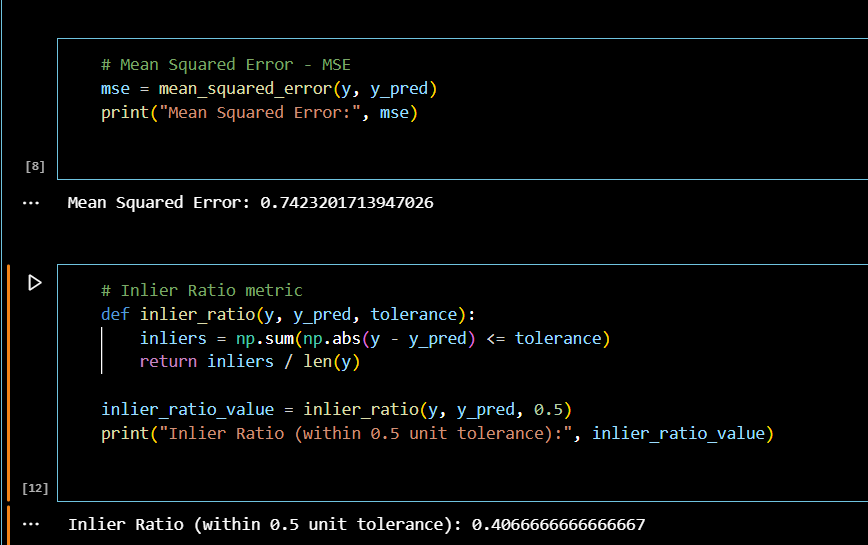 # Mean Squared Error - MSE
mse = mean_squared_error(y, y_pred)
print("Mean Squared Error:", mse)
[8]
... Mean Squared Error: 0.7423201713947026
# Inlier Ratio metric
def inlier_ratio(y, y_pred, tolerance):
    inliers = np.sum(np.abs(y - y_pred) <= tolerance)
    return inliers / len(y)
inlier_ratio_value = inlier_ratio(y, y_pred, 0.5)
print("Inlier Ratio (within 0.5 unit tolerance):", inlier_ratio_value)
[12]
... Inlier Ratio (within 0.5 unit tolerance): 0.4066666666666667